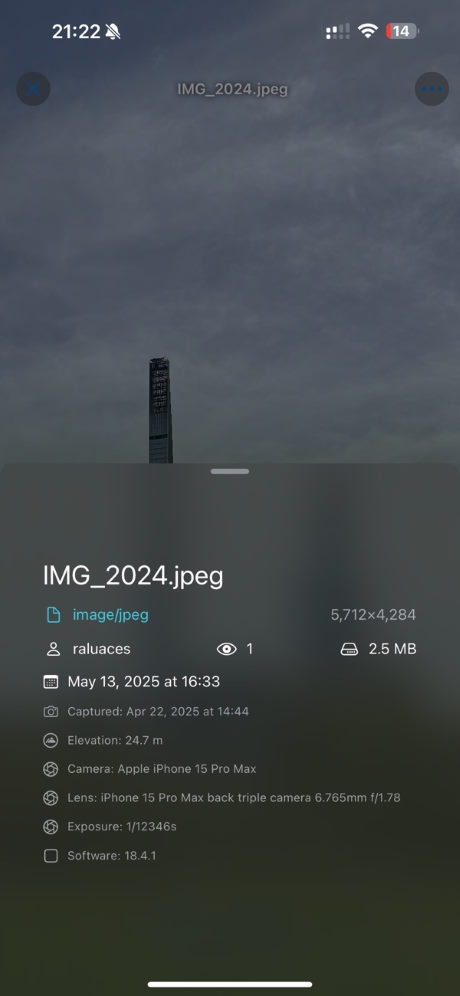 21:22
14
IMG_2024.jpeg
IMG_2024.jpeg
image/jpeg 5,712×4,284
raluaces 1 2.5 MB
May 13, 2025 at 16:33
Captured: Apr 22, 2025 at 14:44
Elevation: 24.7 m
Camera: Apple iPhone 15 Pro Max
Lens: iPhone 15 Pro Max back triple camera 6.765mm f/1.78
Exposure: 1/12346s
Software: 18.4.1